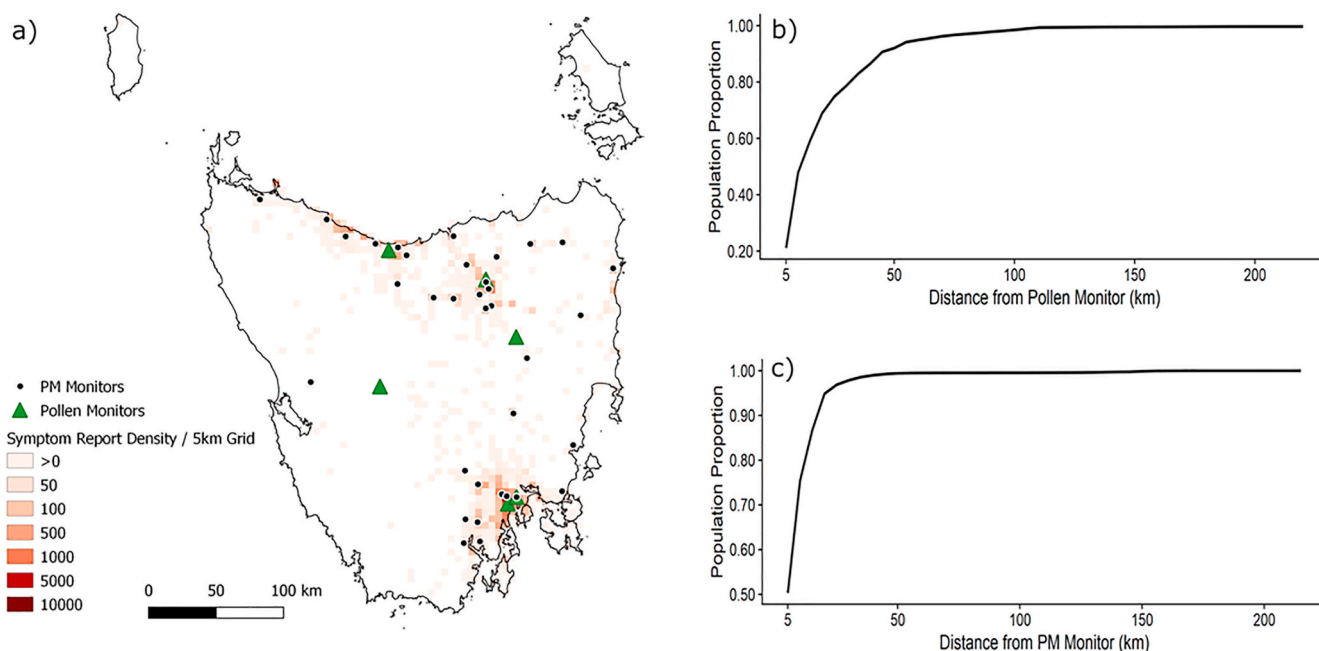 a)
PM Monitors
Pollen Monitors
Symptom Report Density / 5km Grid
>0
50
100
500
1000
5000
10000
0 50 100 km
b)
Population Proportion
1.00
0.80
0.60
0.40
0.20
5 50 100 150 200
Distance from Pollen Monitor (km)
c)
Population Proportion
1.00
0.90
0.80
0.70
0.60
0.50
5 50 100 150 200
Distance from PM Monitor (km)